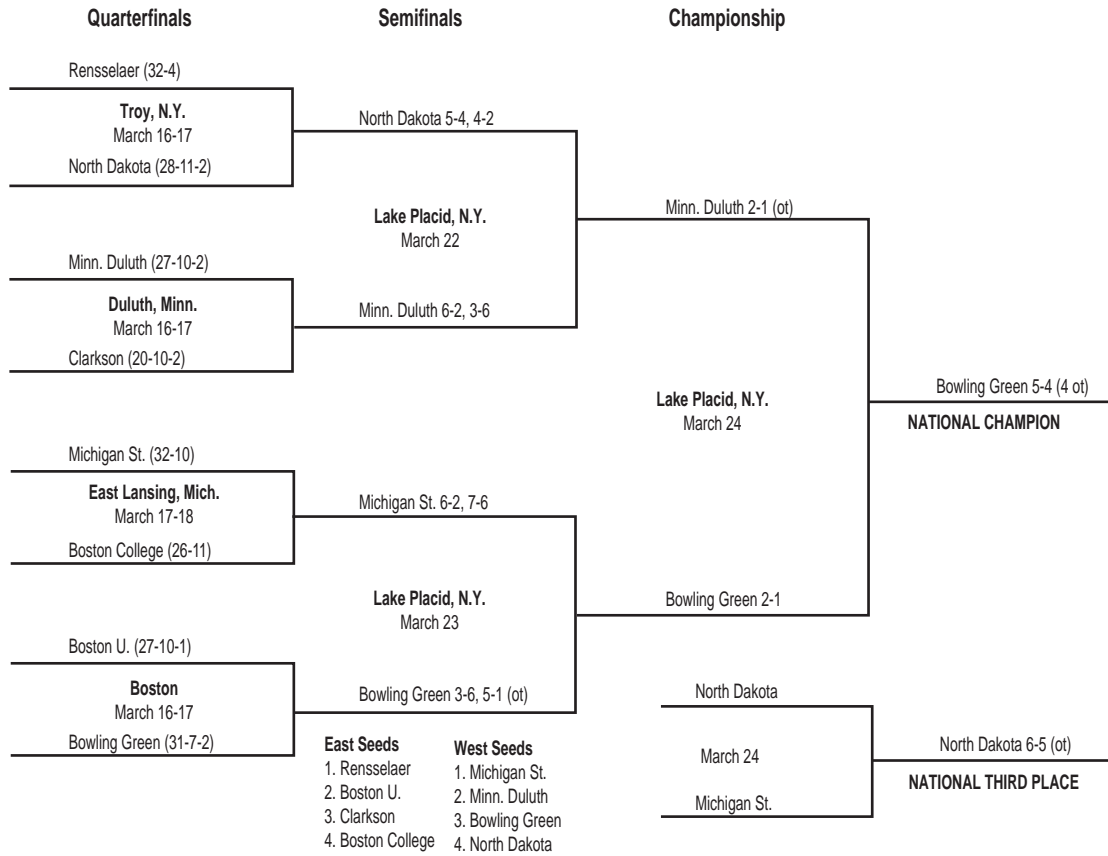 Quarterfinals
Semifinals
Championship
Rensselaer (32-4)
Troy, N.Y.
March 16-17
North Dakota (28-11-2)
North Dakota 5-4, 4-2
Lake Placid, N.Y.
March 22
Minn. Duluth (27-10-2)
Duluth, Minn.
March 16-17
Clarkson (20-10-2)
Minn. Duluth 6-2, 3-6
Minn. Duluth 2-1 (ot)
Lake Placid, N.Y.
March 24
Bowling Green 5-4 (4 ot)
NATIONAL CHAMPION
Michigan St. (32-10)
East Lansing, Mich.
March 17-18
Boston College (26-11)
Michigan St. 6-2, 7-6
Lake Placid, N.Y.
March 23
Bowling Green 2-1
Boston U. (27-10-1)
Boston
March 16-17
Bowling Green (31-7-2)
Bowling Green 3-6, 5-1 (ot)
East Seeds
1. Rensselaer
2. Boston U.
3. Clarkson
4. Boston College
West Seeds
1. Michigan St.
2. Minn. Duluth
3. Bowling Green
4. North Dakota
North Dakota
March 24
Michigan St.
North Dakota 6-5 (ot)
NATIONAL THIRD PLACE